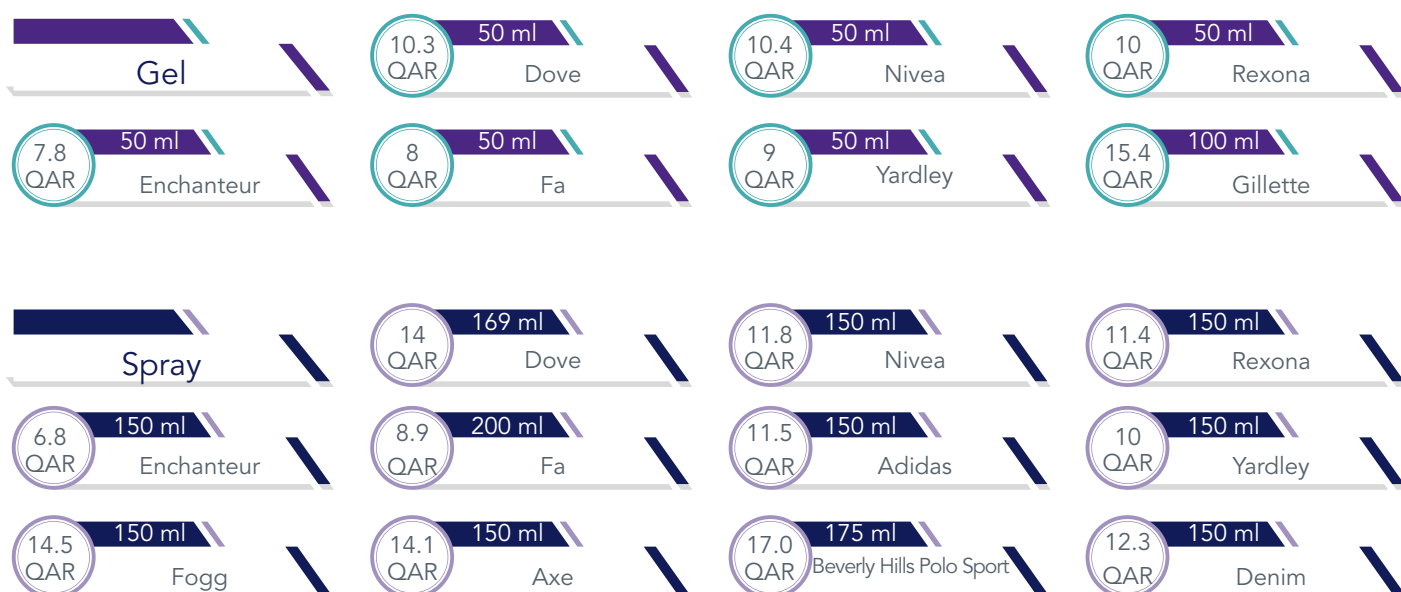 Gel
10.3
QAR
50 ml
Dove
10.4
QAR
50 ml
Nivea
10
QAR
50 ml
Rexona
7.8
QAR
50 ml
Enchanteur
8
QAR
50 ml
Fa
9
QAR
50 ml
Yardley
15.4
QAR
100 ml
Gillette
Spray
14
QAR
169 ml
Dove
11.8
QAR
150 ml
Nivea
11.4
QAR
150 ml
Rexona
6.8
QAR
150 ml
Enchanteur
8.9
QAR
200 ml
Fa
11.5
QAR
150 ml
Adidas
10
QAR
150 ml
Yardley
14.5
QAR
150 ml
Fogg
14.1
QAR
150 ml
Axe
17.0
QAR
175 ml
Beverly Hills Polo Sport
12.3
QAR
150 ml
Denim